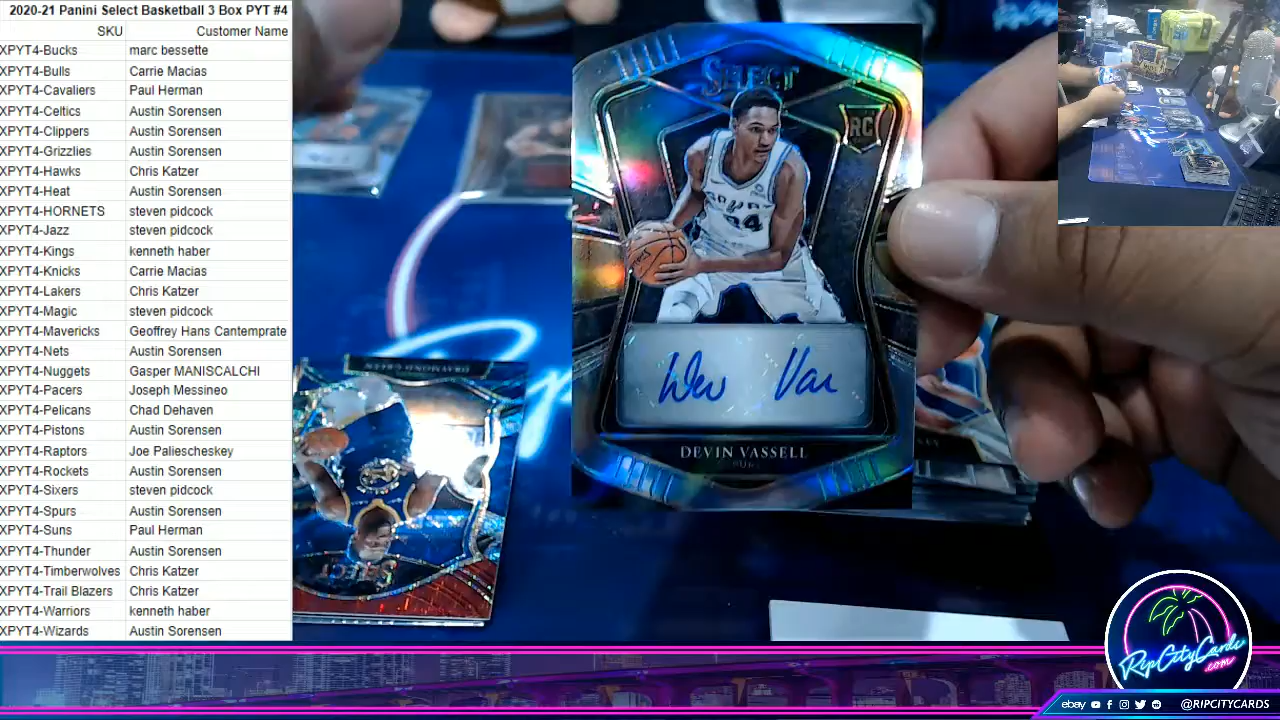 2020-21 Panini Select Basketball 3 Box PYT #4
SKU Customer Name
XPYT4-Bucks marc bessette
XPYT4-Bulls Carrie Macias
XPYT4-Cavaliers Paul Herman
XPYT4-Celtics Austin Sorensen
XPYT4-Clippers Austin Sorensen
XPYT4-Grizzlies Austin Sorensen
XPYT4-Hawks Chris Katzer
XPYT4-Heat Austin Sorensen
XPYT4-HORNETS steven pidcock
XPYT4-Jazz steven pidcock
XPYT4-Kings kenneth haber
XPYT4-Knicks Carrie Macias
XPYT4-Lakers Chris Katzer
XPYT4-Magic steven pidcock
XPYT4-Mavericks Geoffrey Hans Cantemprate
XPYT4-Nets Austin Sorensen
XPYT4-Nuggets Gasper MANISCALCHI
XPYT4-Pacers Joseph Messineo
XPYT4-Pelicans Chad Dehaven
XPYT4-Pistons Austin Sorensen
XPYT4-Raptors Joe Paliescheskey
XPYT4-Rockets Austin Sorensen
XPYT4-Sixers steven pidcock
XPYT4-Spurs Austin Sorensen
XPYT4-Suns Paul Herman
XPYT4-Thunder Austin Sorensen
XPYT4-Timberwolves Chris Katzer
XPYT4-Trail Blazers Chris Katzer
XPYT4-Warriors kenneth haber
XPYT4-Wizards Austin Sorensen
SELECT
RC
DEVIN VASSELL
SPURS
RipCityCards
.com
ebay @RIPCITYCARDS